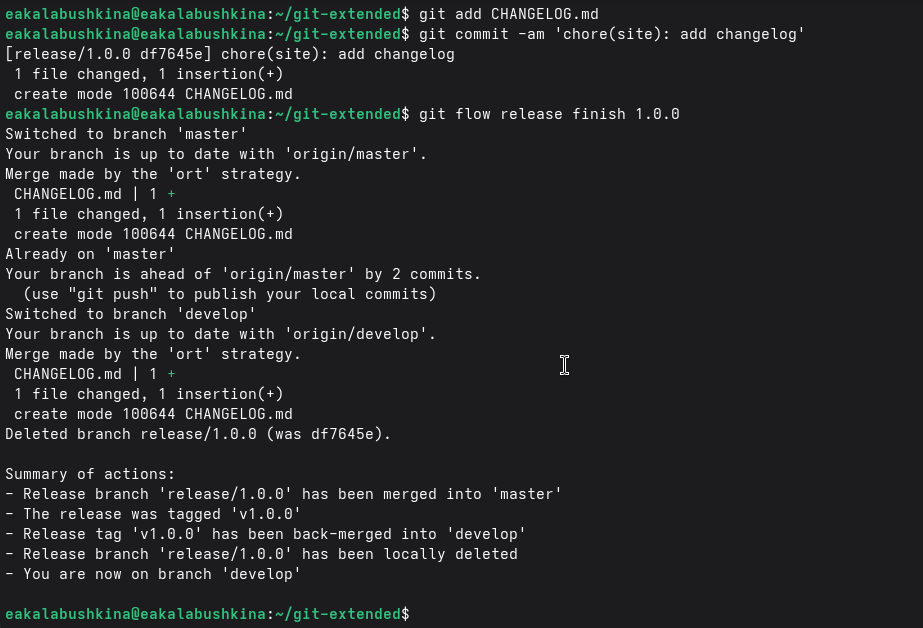 eakalabushkina@eakalabushkina:~/git-extended$ git add CHANGELOG.md
eakalabushkina@eakalabushkina:~/git-extended$ git commit -am 'chore(site): add changelog'
[release/1.0.0 df7645e] chore(site): add changelog
 1 file changed, 1 insertion(+)
 create mode 100644 CHANGELOG.md
eakalabushkina@eakalabushkina:~/git-extended$ git flow release finish 1.0.0
Switched to branch 'master'
Your branch is up to date with 'origin/master'.
Merge made by the 'ort' strategy.
 CHANGELOG.md | 1 +
 1 file changed, 1 insertion(+)
 create mode 100644 CHANGELOG.md
Already on 'master'
Your branch is ahead of 'origin/master' by 2 commits.
  (use "git push" to publish your local commits)
Switched to branch 'develop'
Your branch is up to date with 'origin/develop'.
Merge made by the 'ort' strategy.
 CHANGELOG.md | 1 +
 1 file changed, 1 insertion(+)
 create mode 100644 CHANGELOG.md
Deleted branch release/1.0.0 (was df7645e).

Summary of actions:
- Release branch 'release/1.0.0' has been merged into 'master'
- The release was tagged 'v1.0.0'
- Release tag 'v1.0.0' has been back-merged into 'develop'
- Release branch 'release/1.0.0' has been locally deleted
- You are now on branch 'develop'

eakalabushkina@eakalabushkina:~/git-extended$